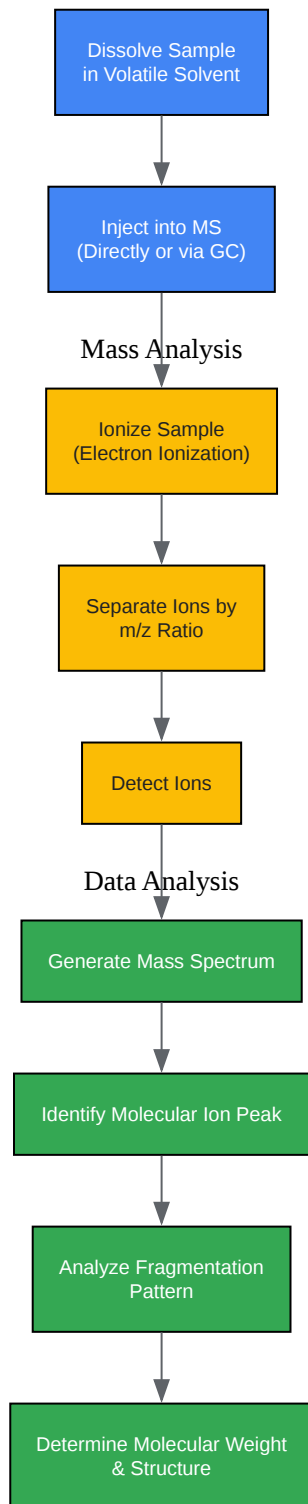 Dissolve Sample
in Volatile Solvent
Inject into MS
(Directly or via GC)
Mass Analysis
Ionize Sample
(Electron Ionization)
Separate Ions by
m/z Ratio
Detect Ions
Data Analysis
Generate Mass Spectrum
Identify Molecular Ion Peak
Analyze Fragmentation
Pattern
Determine Molecular Weight
& Structure